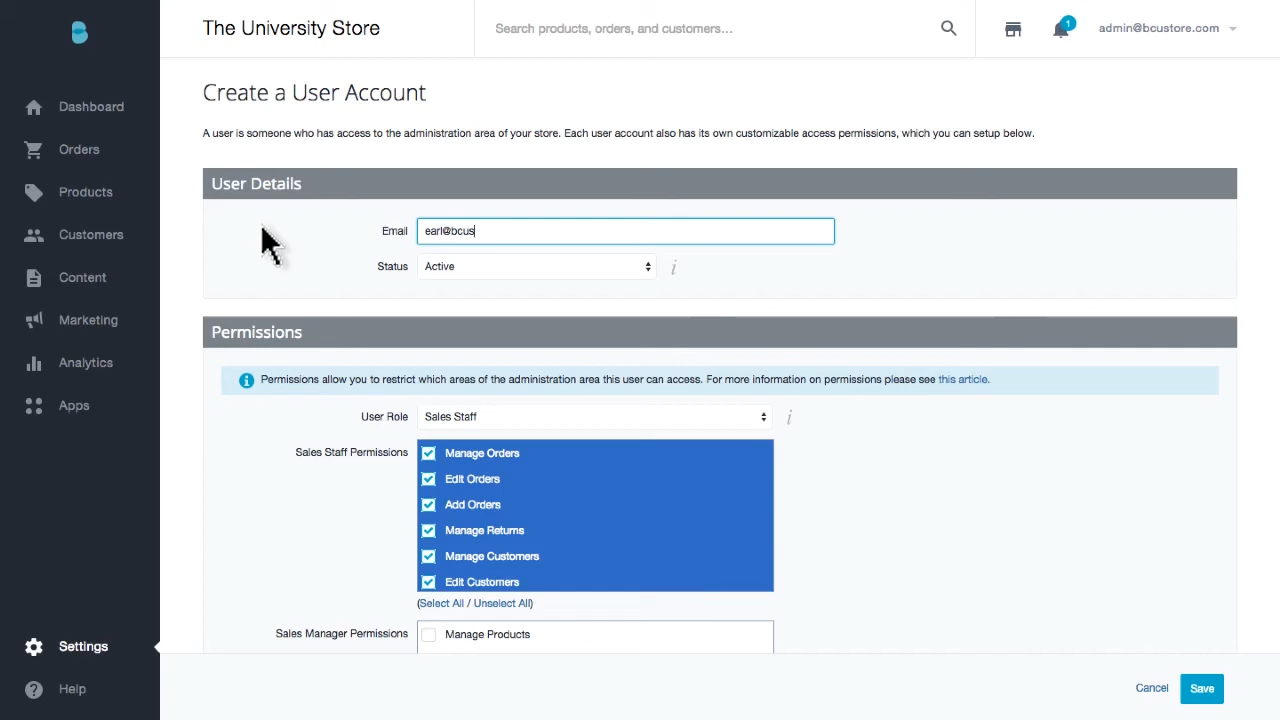 The University Store
Search products, orders, and customers...
1
admin@bcustore.com
Dashboard
Orders
Products
Customers
Content
Marketing
Analytics
Apps
Settings
Help
Create a User Account
A user is someone who has access to the administration area of your store. Each user account also has its own customizable access permissions, which you can setup below.
User Details
Email earl@bcus
Status Active i
Permissions
i Permissions allow you to restrict which areas of the administration area this user can access. For more information on permissions please see this article.
User Role Sales Staff i
Sales Staff Permissions Manage Orders
Edit Orders
Add Orders
Manage Returns
Manage Customers
Edit Customers
(Select All / Unselect All)
Sales Manager Permissions Manage Products
Cancel Save